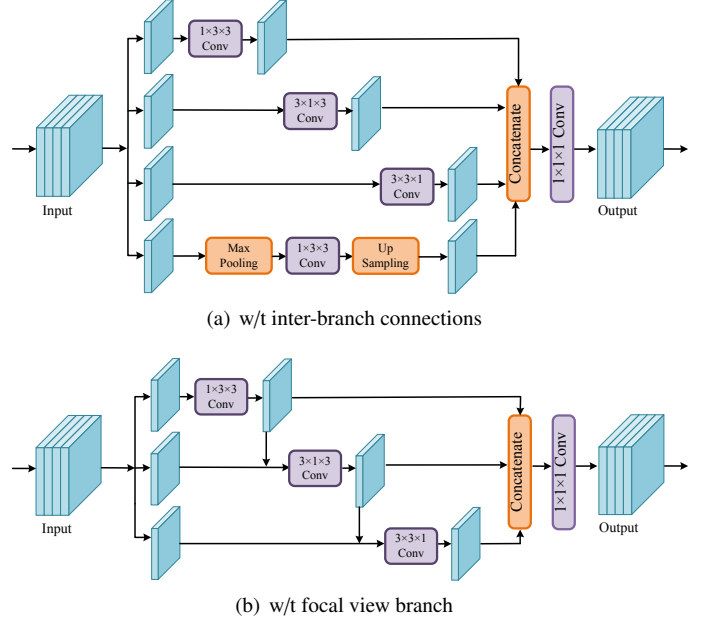 1×3×3
Conv
3×1×3
Conv
3×3×1
Conv
Max
Pooling
1×3×3
Conv
Up
Sampling
Concatenate
1×1×1 Conv
Input
Output
(a) w/t inter-branch connections
1×3×3
Conv
3×1×3
Conv
3×3×1
Conv
Concatenate
1×1×1 Conv
Input
Output
(b) w/t focal view branch